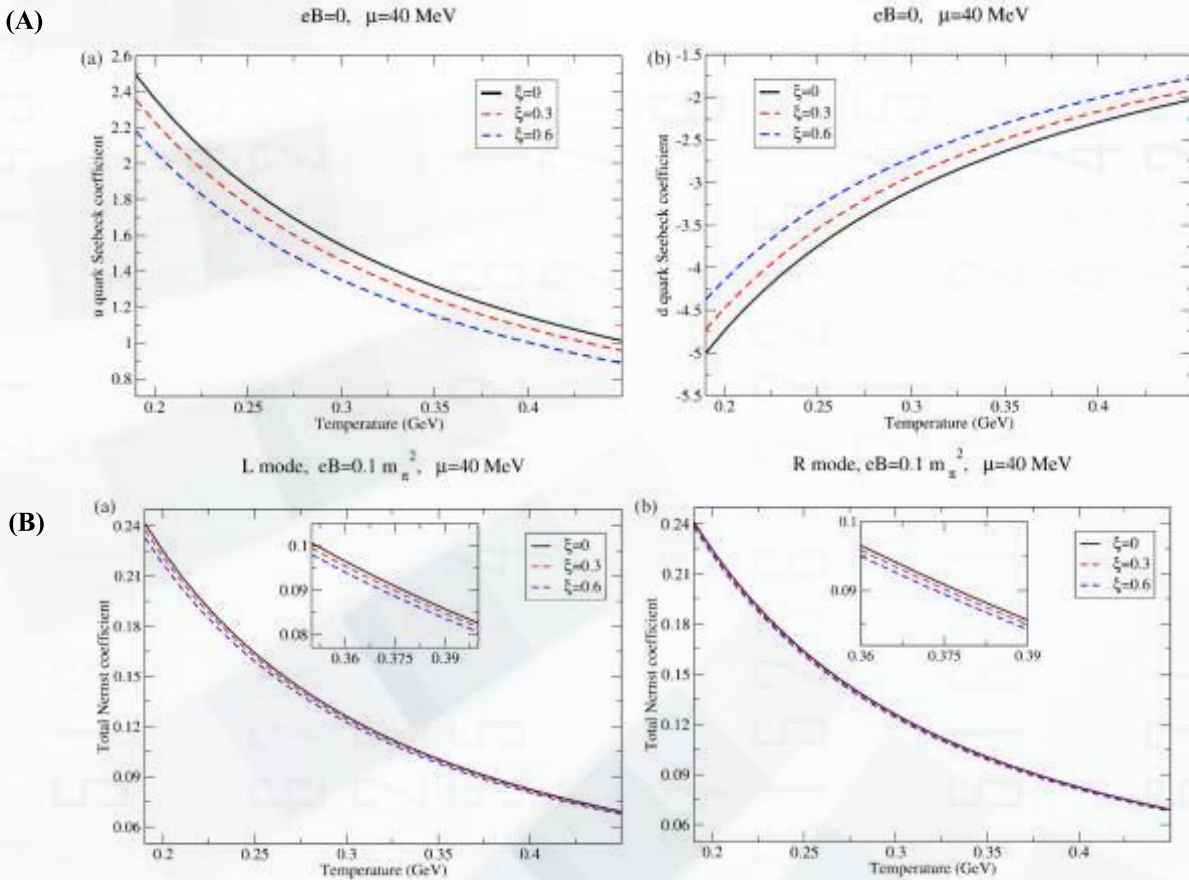 (A)
eB=0, μ=40 MeV
(a)
2.6
2.4
2.2
2
1.8
1.6
1.4
1.2
1
0.8
u quark Seebeck coefficient
ξ=0
ξ=0.3
ξ=0.6
0.2
0.25
0.3
0.35
0.4
Temperature (GeV)
eB=0, μ=40 MeV
(b)
-1.5
-2
-2.5
-3
-3.5
-4
-4.5
-5
-5.5
d quark Seebeck coefficient
ξ=0
ξ=0.3
ξ=0.6
0.2
0.25
0.3
0.35
0.4
Temperature (GeV)
(B)
L mode, eB=0.1 m_π^2, μ=40 MeV
(a)
0.24
0.21
0.18
0.15
0.12
0.09
0.06
Total Nernst coefficient
0.1
0.09
0.08
0.36
0.375
0.39
ξ=0
ξ=0.3
ξ=0.6
0.2
0.25
0.3
0.35
0.4
Temperature (GeV)
R mode, eB=0.1 m_π^2, μ=40 MeV
(b)
0.24
0.21
0.18
0.15
0.12
0.09
0.06
Total Nernst coefficient
0.1
0.09
0.36
0.375
0.39
ξ=0
ξ=0.3
ξ=0.6
0.2
0.25
0.3
0.35
0.4
Temperature (GeV)